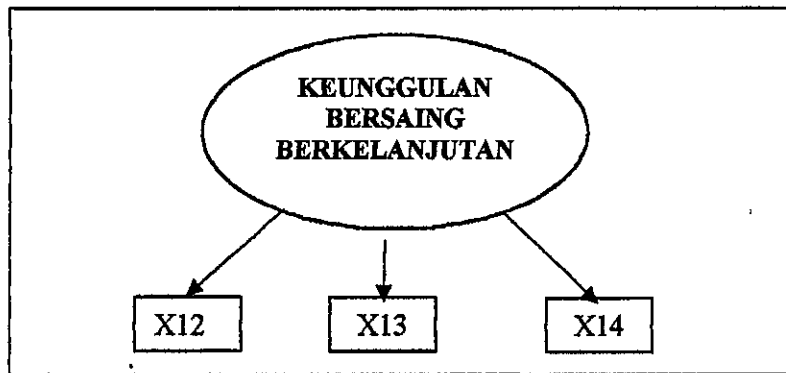 KEUNGGULAN
BERSAING
BERKELANJUTAN
X12 X13 X14